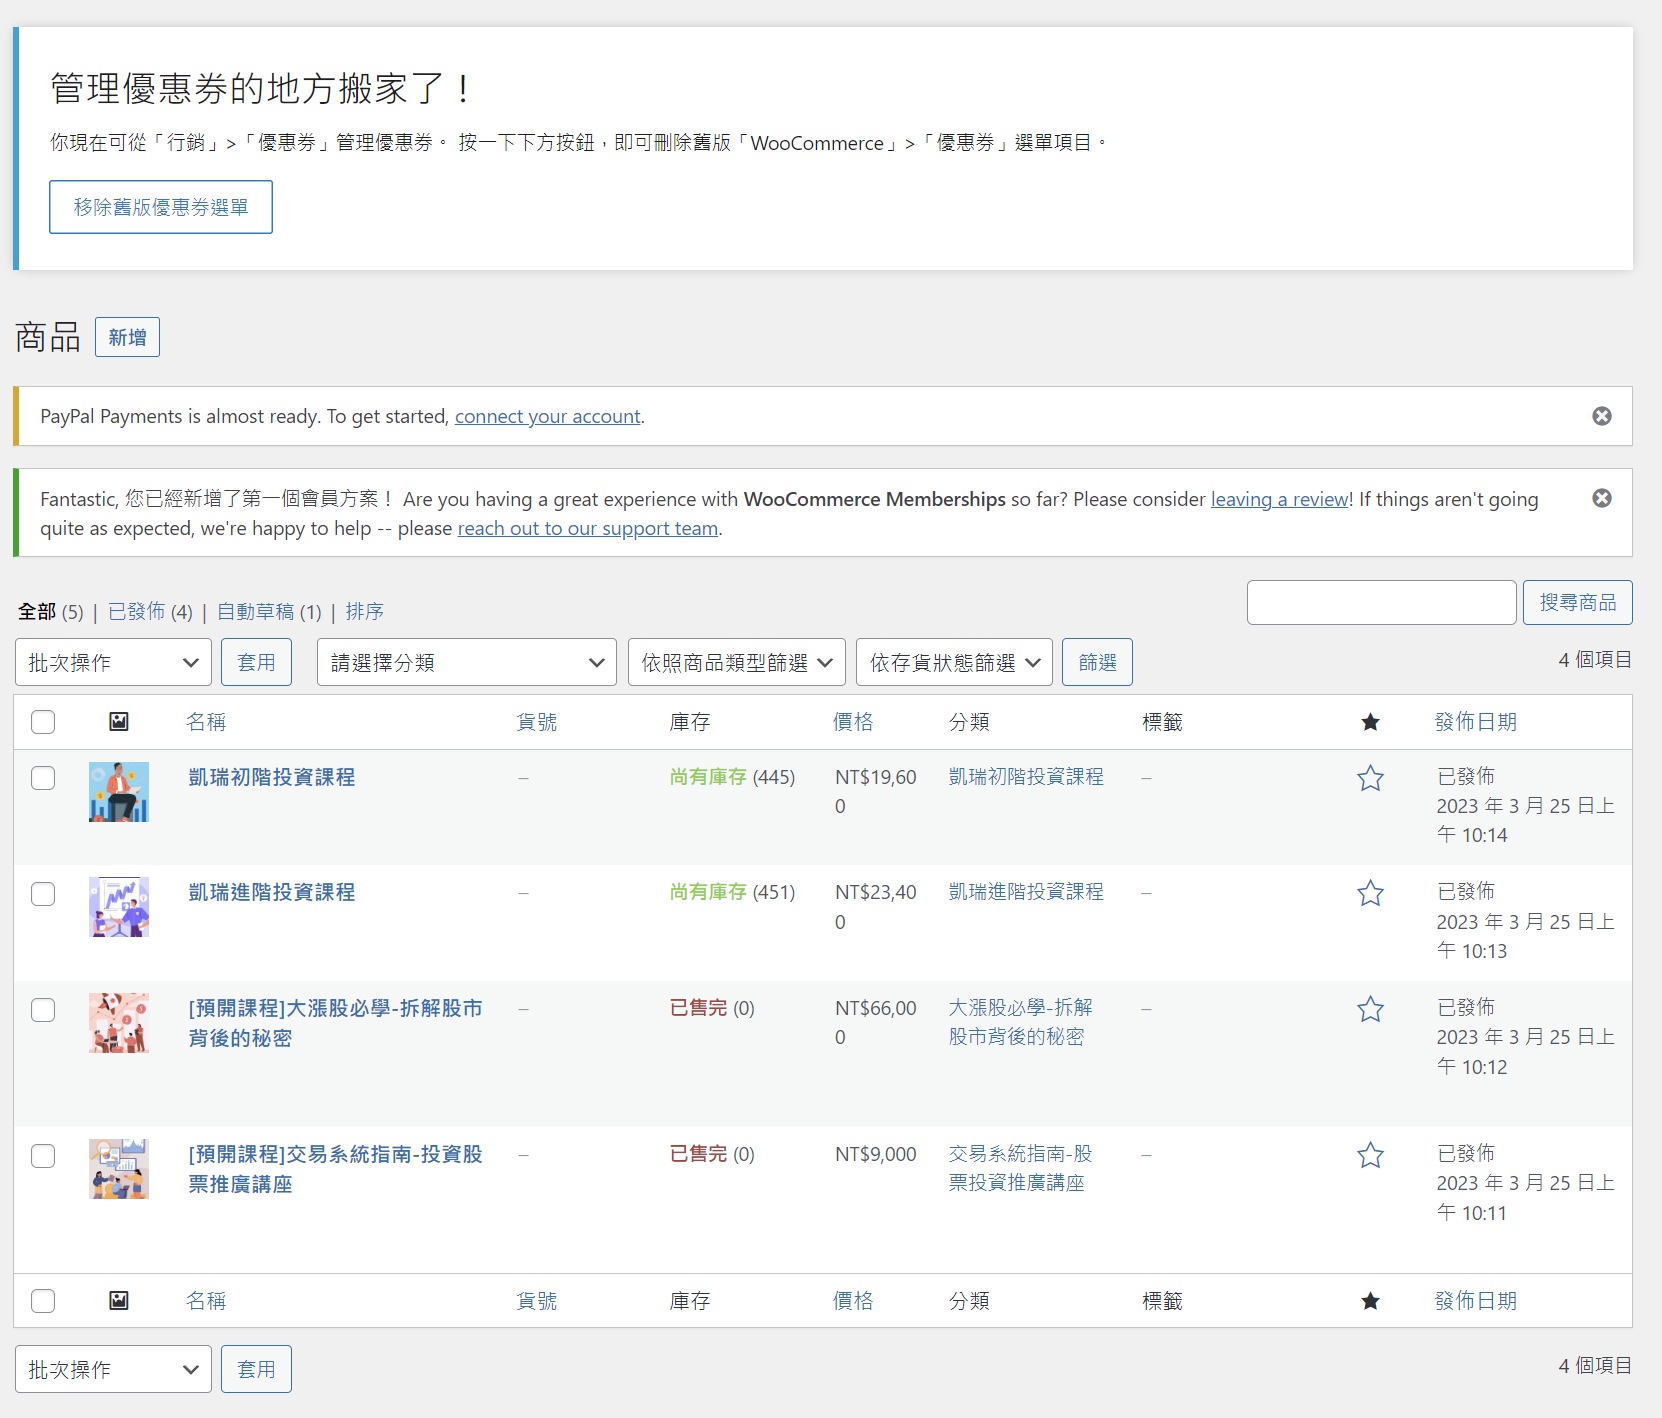 管理優惠券的地方搬家了！
你現在可從「行銷」>「優惠券」管理優惠券。 按一下下方按鈕，即可刪除舊版「WooCommerce」>「優惠券」選單項目。
移除舊版優惠券選單
商品 新增
PayPal Payments is almost ready. To get started, connect your account.
Fantastic, 您已經新增了第一個會員方案！ Are you having a great experience with WooCommerce Memberships so far? Please consider leaving a review! If things aren't going
quite as expected, we're happy to help -- please reach out to our support team.
全部 (5) | 已發佈 (4) | 自動草稿 (1) | 排序 搜尋商品
批次操作 套用 請選擇分類 依照商品類型篩選 依存貨狀態篩選 篩選 4 個項目
名稱 貨號 庫存 價格 分類 標籤 發佈日期
凱瑞初階投資課程 – 尚有庫存 (445) NT$19,60 凱瑞初階投資課程 – 已發佈
0 2023 年 3 月 25 日上
午 10:14
凱瑞進階投資課程 – 尚有庫存 (451) NT$23,40 凱瑞進階投資課程 – 已發佈
0 2023 年 3 月 25 日上
午 10:13
[預開課程]大漲股必學-拆解股市 – 已售完 (0) NT$66,00 大漲股必學-拆解 – 已發佈
背後的秘密 0 股市背後的秘密 2023 年 3 月 25 日上
午 10:12
[預開課程]交易系統指南-投資股 – 已售完 (0) NT$9,000 交易系統指南-股 – 已發佈
票推廣講座 票投資推廣講座 2023 年 3 月 25 日上
午 10:11
名稱 貨號 庫存 價格 分類 標籤 發佈日期
批次操作 套用 4 個項目